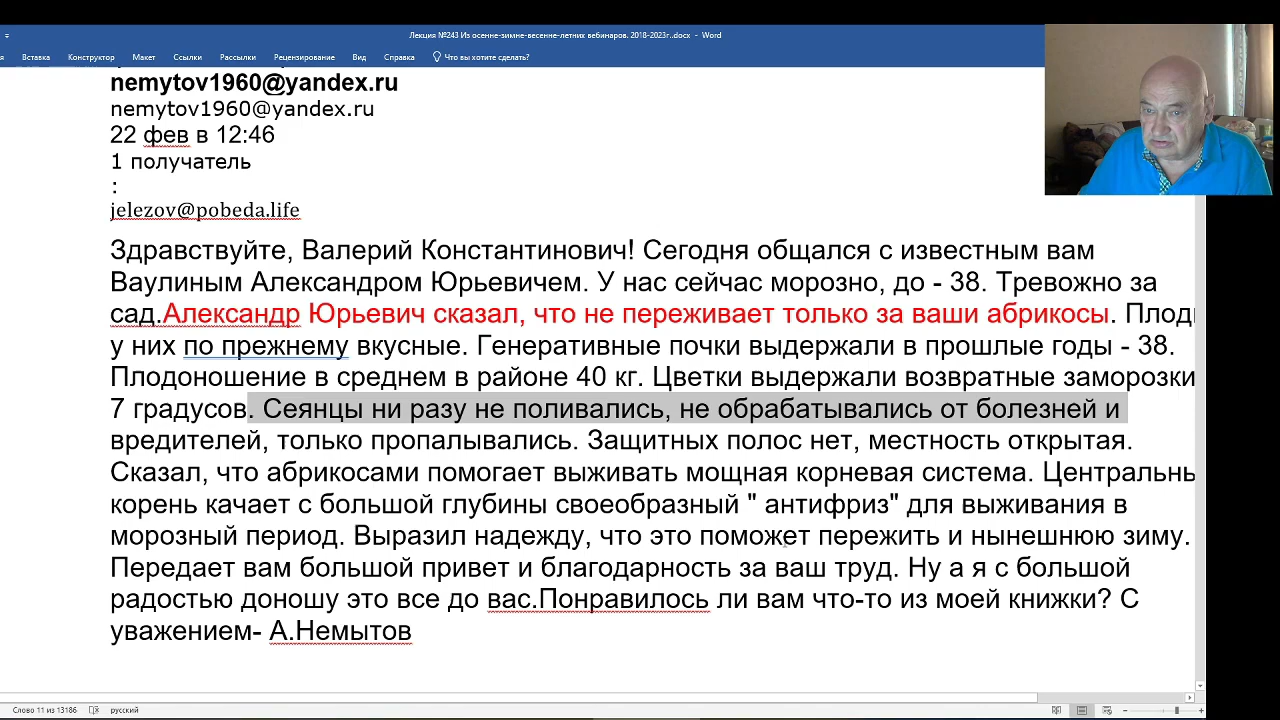 Лекция №243 Из осенне-зимне-весенне-летних вебинаров. 2018-2023г..docx - Word
Вставка Конструктор Макет Ссылки Рассылки Рецензирование Вид Справка Что вы хотите сделать?
nemytov1960@yandex.ru
nemytov1960@yandex.ru
22 фев в 12:46
1 получатель
:
jelezov@pobeda.life
Здравствуйте, Валерий Константинович! Сегодня общался с известным вам
Ваулиным Александром Юрьевичем. У нас сейчас морозно, до - 38. Тревожно за
сад.Александр Юрьевич сказал, что не переживает только за ваши абрикосы. Плод
у них по прежнему вкусные. Генеративные почки выдержали в прошлые годы - 38.
Плодоношение в среднем в районе 40 кг. Цветки выдержали возвратные заморозки
7 градусов. Сеянцы ни разу не поливались, не обрабатывались от болезней и
вредителей, только пропалывались. Защитных полос нет, местность открытая.
Сказал, что абрикосами помогает выживать мощная корневая система. Центральнь
корень качает с большой глубины своеобразный " антифриз" для выживания в
морозный период. Выразил надежду, что это поможет пережить и нынешнюю зиму.
Передает вам большой привет и благодарность за ваш труд. Ну а я с большой
радостью доношу это все до вас.Понравилось ли вам что-то из моей книжки? С
уважением- А.Немытов
Слово 11 из 13186 русский